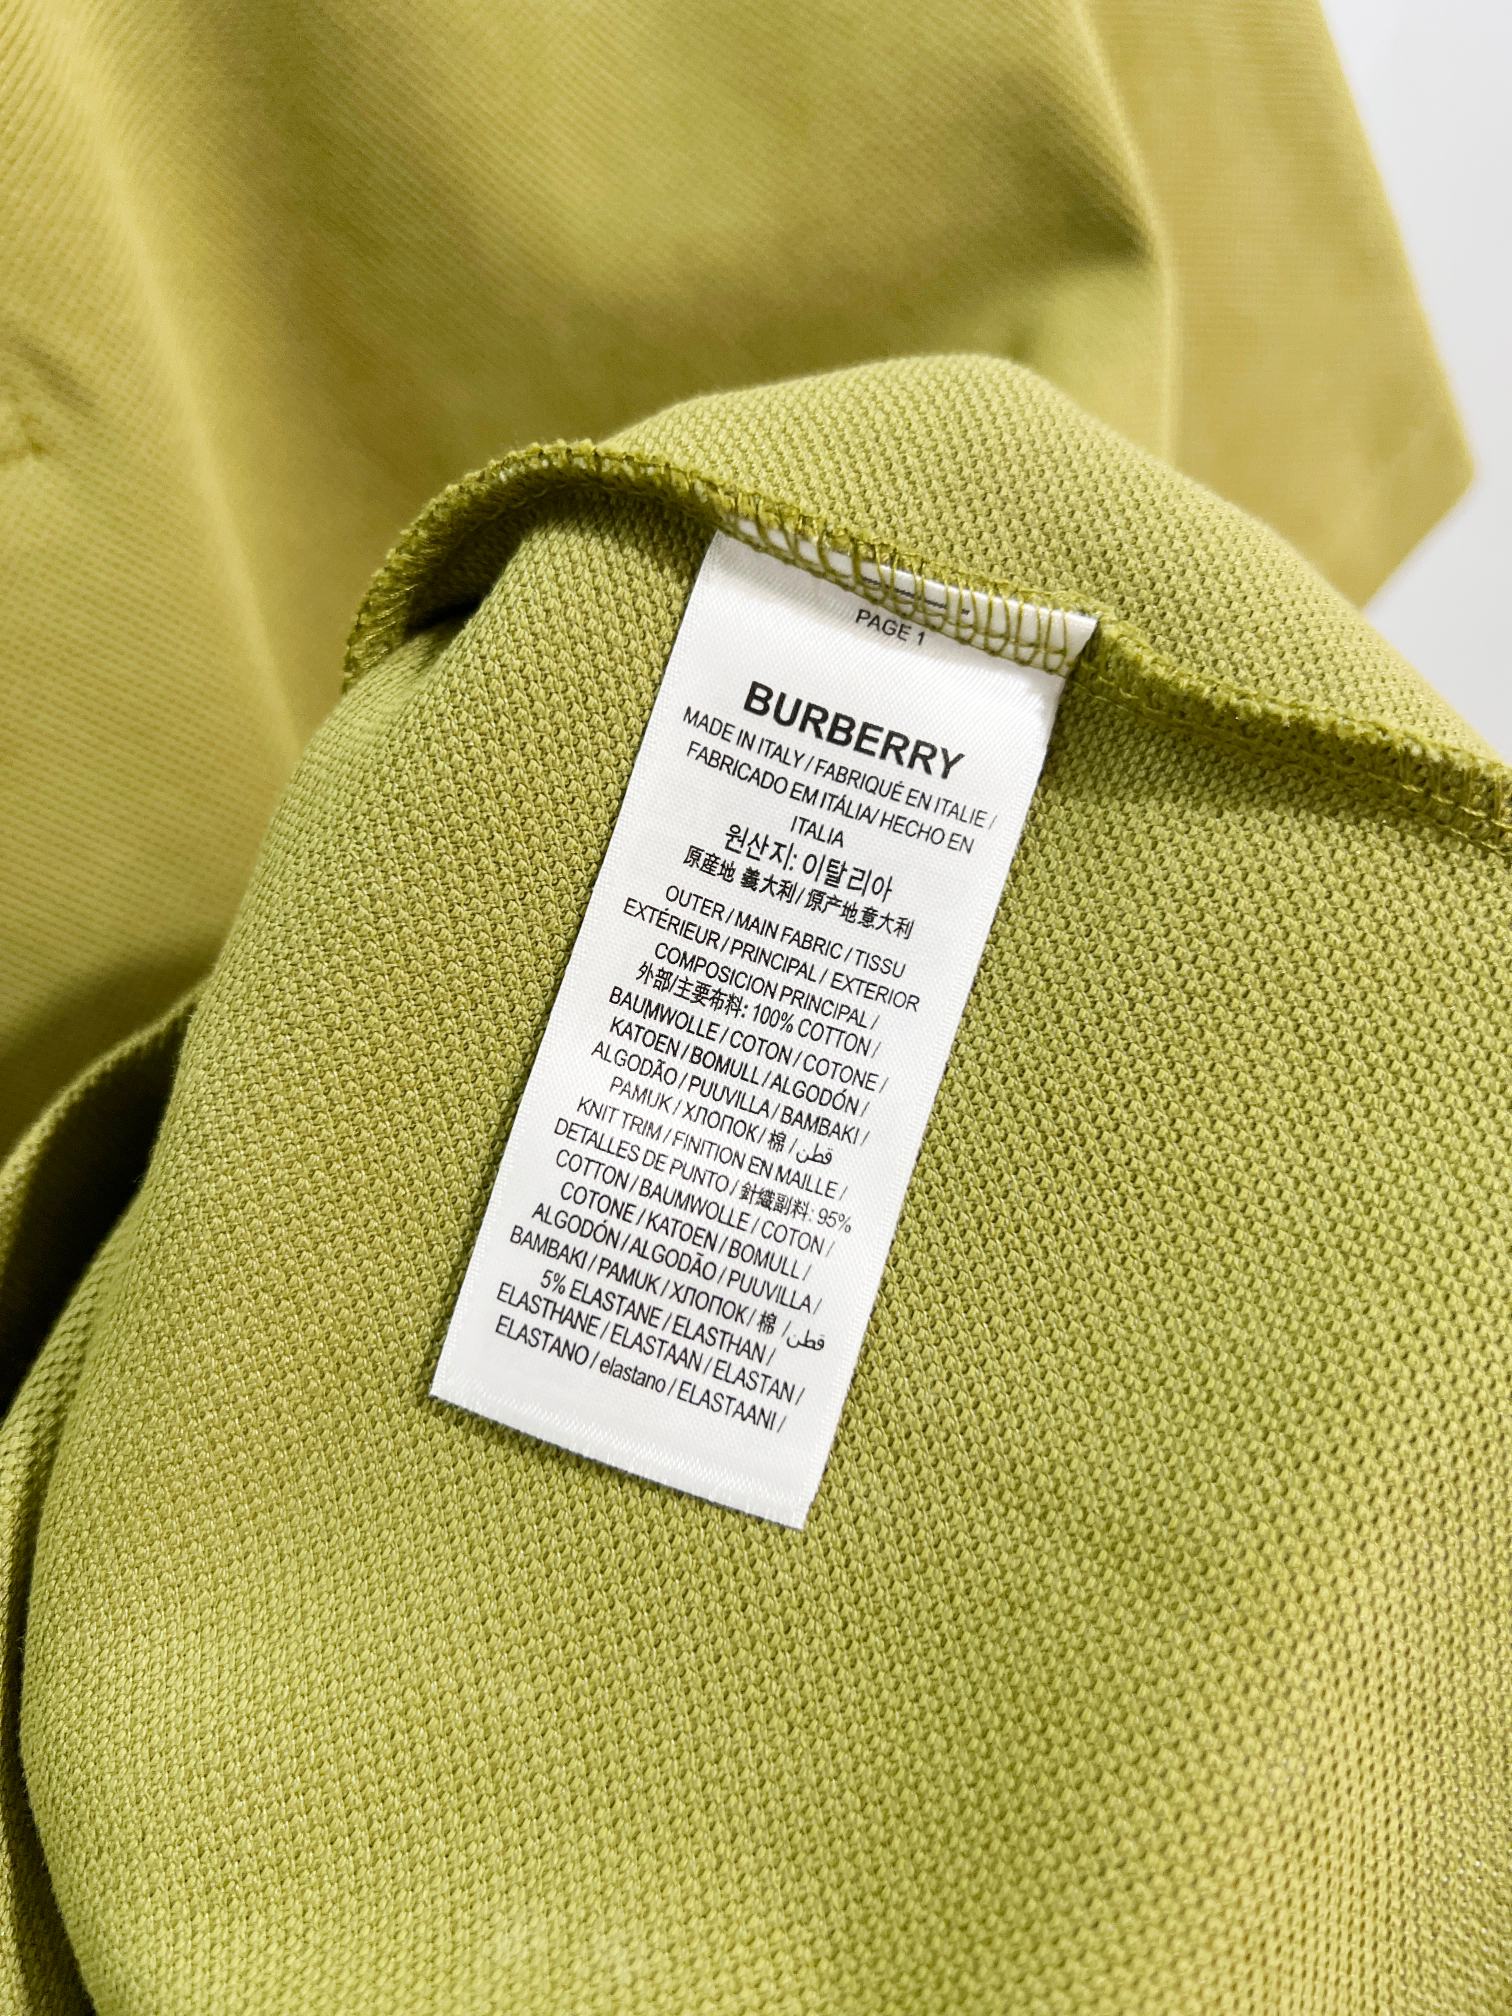 PAGE 1
BURBERRY
MADE IN ITALY / FABRIQUÉ EN ITALIE /
FABRICADO EM ITÁLIA/ HECHO EN
ITALIA
원산지: 이탈리아
原産地 義大利/ 原产地意大利
OUTER / MAIN FABRIC / TISSU
EXTÉRIEUR / PRINCIPAL / EXTERIOR
COMPOSICION PRINCIPAL /
外部/主要布料: 100% COTTON /
BAUMWOLLE / COTON / COTONE /
KATOEN / BOMULL / ALGODÓN /
ALGODÃO / PUUVILLA / BAMBAKI /
PAMUK / ХЛОПОК / 棉 / قطن
KNIT TRIM / FINITION EN MAILLE /
DETALLES DE PUNTO / 針織副料: 95%
COTTON / BAUMWOLLE / COTON /
COTONE / KATOEN / BOMULL /
ALGODÓN / ALGODÃO / PUUVILLA /
BAMBAKI / PAMUK / ХЛОПОК / 棉 / قطن
5% ELASTANE / ELASTHAN /
ELASTHANE / ELASTAAN / ELASTAN /
ELASTANO / elastano / ELASTAANI /